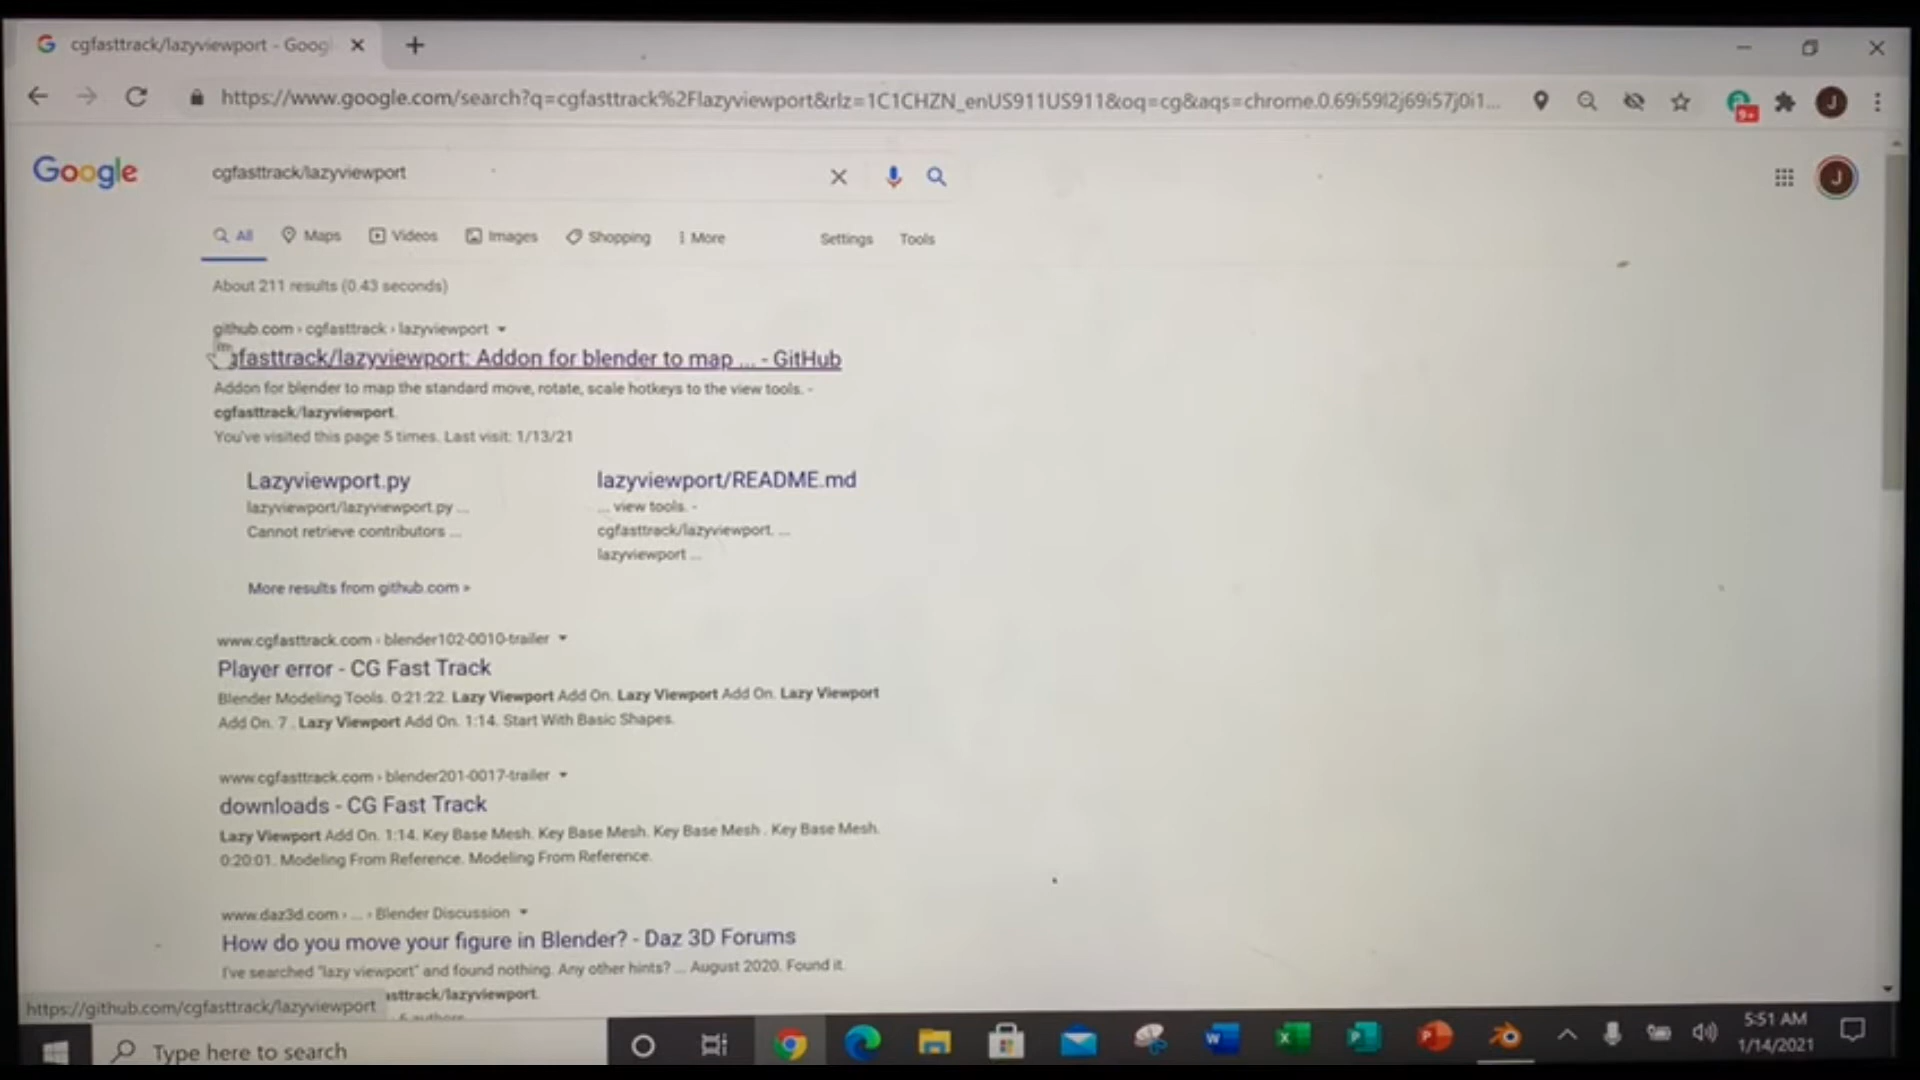 cgfasttrack/lazyviewport - Goog
https://www.google.com/search?q=cgfasttrack%2Flazyviewport&rlz=1C1CHZN_enUS911US911&oq=cg&aqs=chrome.0.69i59l2j69i57j0i1...
9+
J
Google
cgfasttrack/lazyviewport
J
All
Maps
Videos
Images
Shopping
More
Settings
Tools
About 211 results (0.43 seconds)
github.com › cgfasttrack › lazyviewport
gfasttrack/lazyviewport: Addon for blender to map ... - GitHub
Addon for blender to map the standard move, rotate, scale hotkeys to the view tools. -
cgfasttrack/lazyviewport.
You've visited this page 5 times. Last visit: 1/13/21
Lazyviewport.py
lazyviewport/lazyviewport.py ...
Cannot retrieve contributors ...
lazyviewport/README.md
... view tools. -
cgfasttrack/lazyviewport. ...
lazyviewport ...
More results from github.com »
www.cgfasttrack.com › blender102-0010-trailer
Player error - CG Fast Track
Blender Modeling Tools. 0:21:22. Lazy Viewport Add On. Lazy Viewport Add On. Lazy Viewport
Add On. 7 . Lazy Viewport Add On. 1:14. Start With Basic Shapes.
www.cgfasttrack.com › blender201-0017-trailer
downloads - CG Fast Track
Lazy Viewport Add On. 1:14. Key Base Mesh. Key Base Mesh. Key Base Mesh . Key Base Mesh.
0:20:01. Modeling From Reference. Modeling From Reference.
www.daz3d.com › ... › Blender Discussion
How do you move your figure in Blender? - Daz 3D Forums
I've searched "lazy viewport" and found nothing. Any other hints? ... August 2020. Found it.
asttrack/lazyviewport.
https://github.com/cgfasttrack/lazyviewport
6 authors
Type here to search
5:51 AM
1/14/2021